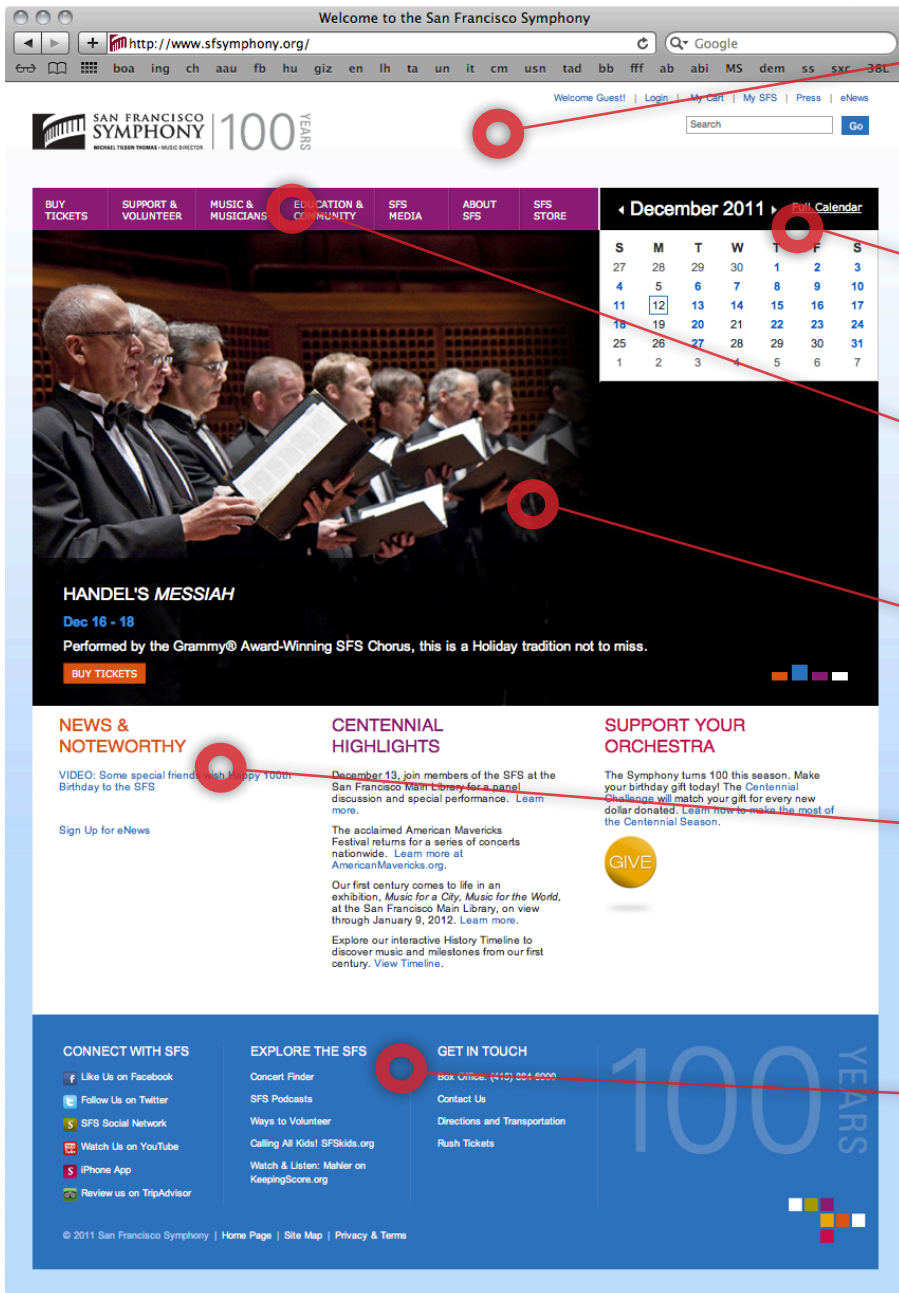 Welcome to the San Francisco Symphony
http://www.sfsymphony.org/
Google
boa ing ch aau fb hu giz en lh ta un it cm usn tad bb fff ab abi MS dem ss sxc 38L
Welcome Guest! | Login | My Cart | My SFS | Press | eNews
SAN FRANCISCO
SYMPHONY
MICHAEL TILSON THOMAS - MUSIC DIRECTOR
100
YEARS
Search
Go
BUY TICKETS
SUPPORT & VOLUNTEER
MUSIC & MUSICIANS
EDUCATION & COMMUNITY
SFS MEDIA
ABOUT SFS
SFS STORE
December 2011
Full Calendar
S M T W T F S
27 28 29 30 1 2 3
4 5 6 7 8 9 10
11 12 13 14 15 16 17
18 19 20 21 22 23 24
25 26 27 28 29 30 31
1 2 3 4 5 6 7
HANDEL'S MESSIAH
Dec 16 - 18
Performed by the Grammy® Award-Winning SFS Chorus, this is a Holiday tradition not to miss.
BUY TICKETS
NEWS &
NOTEWORTHY
VIDEO: Some special friends wish Happy 100th
Birthday to the SFS
Sign Up for eNews
CENTENNIAL
HIGHLIGHTS
December 13, join members of the SFS at the
San Francisco Main Library for a panel
discussion and special performance. Learn
more.
The acclaimed American Mavericks
Festival returns for a series of concerts
nationwide. Learn more at
AmericanMavericks.org.
Our first century comes to life in an
exhibition, Music for a City, Music for the World,
at the San Francisco Main Library, on view
through January 9, 2012. Learn more.
Explore our interactive History Timeline to
discover music and milestones from our first
century. View Timeline.
SUPPORT YOUR
ORCHESTRA
The Symphony turns 100 this season. Make
your birthday gift today! The Centennial
Challenge will match your gift for every new
dollar donated. Learn how to make the most of
the Centennial Season.
GIVE
CONNECT WITH SFS
Like Us on Facebook
Follow Us on Twitter
SFS Social Network
Watch Us on YouTube
iPhone App
Review us on TripAdvisor
EXPLORE THE SFS
Concert Finder
SFS Podcasts
Ways to Volunteer
Calling All Kids! SFSkids.org
Watch & Listen: Mahler on
KeepingScore.org
GET IN TOUCH
Box Office: (415) 864-6000
Contact Us
Directions and Transportation
Rush Tickets
100
YEARS
© 2011 San Francisco Symphony | Home Page | Site Map | Privacy & Terms